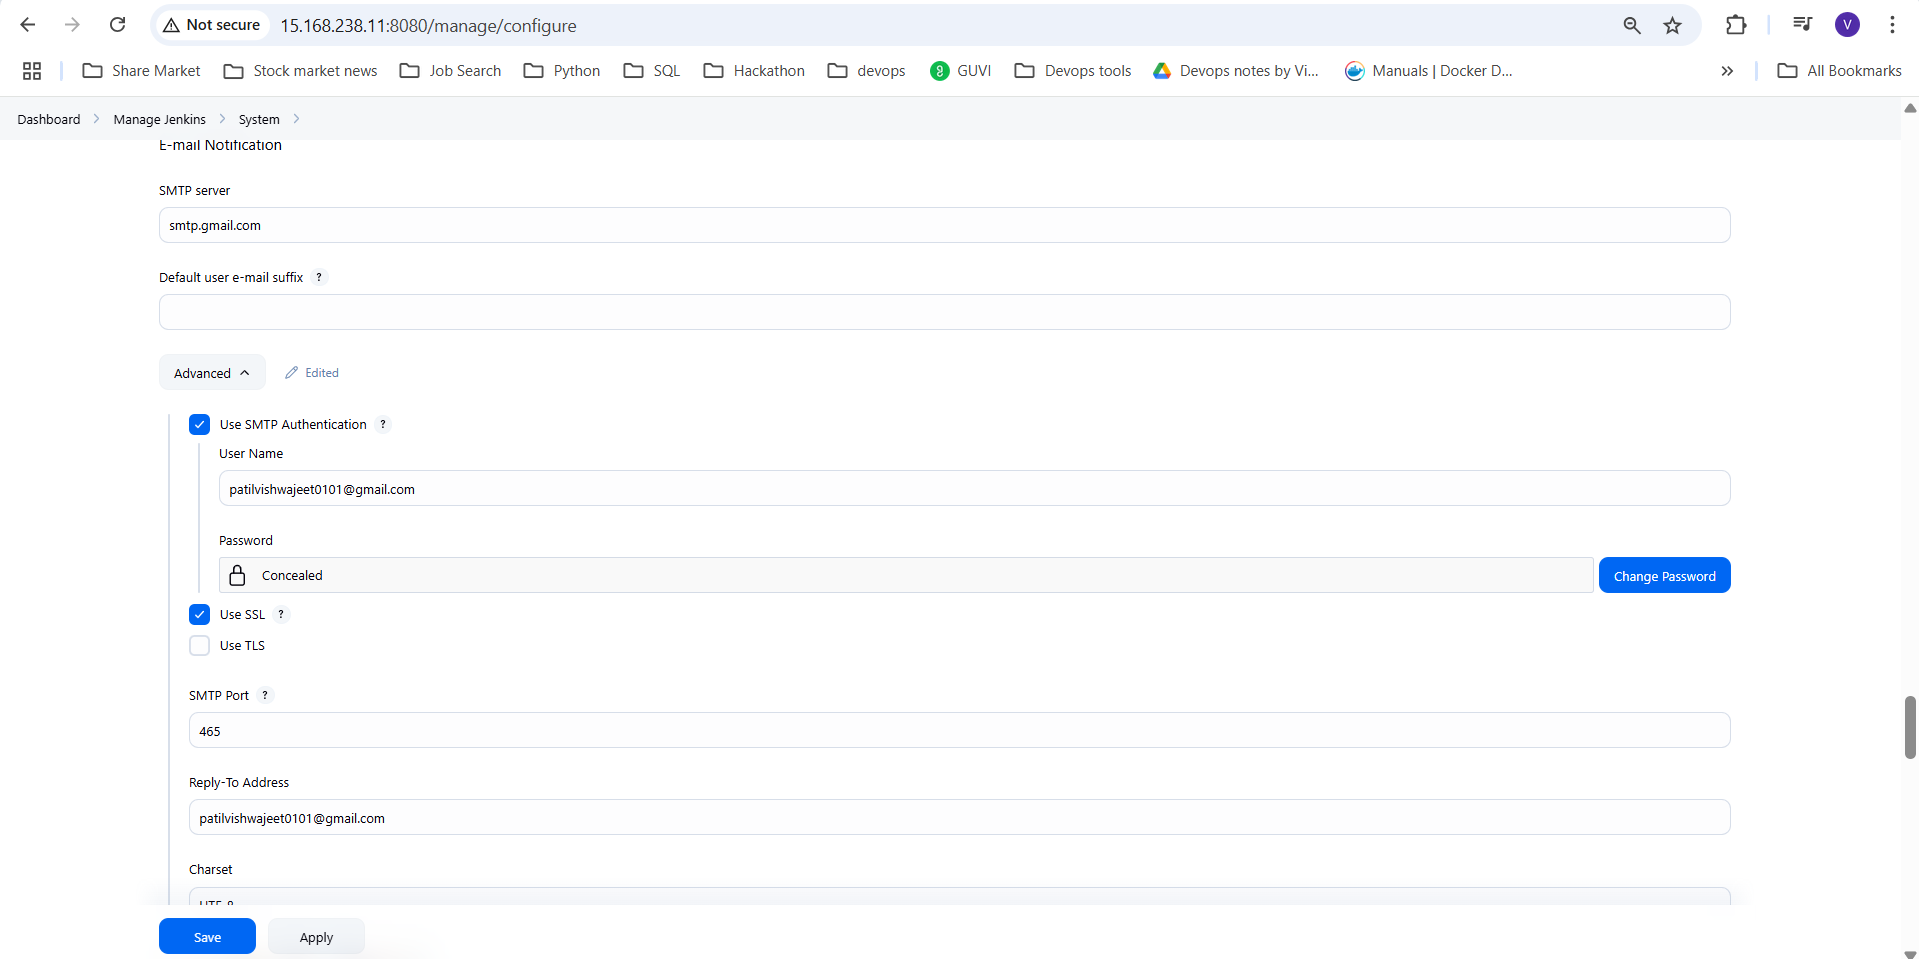 Not secure 15.168.238.11:8080/manage/configure V
Share Market Stock market news Job Search Python SQL Hackathon devops GUVI Devops tools Devops notes by Vi... Manuals | Docker D... » All Bookmarks
Dashboard > Manage Jenkins > System >
E-mail Notification
SMTP server
smtp.gmail.com
Default user e-mail suffix ?
Advanced Edited
Use SMTP Authentication ?
User Name
patilvishwajeet0101@gmail.com
Password
Concealed Change Password
Use SSL ?
Use TLS
SMTP Port ?
465
Reply-To Address
patilvishwajeet0101@gmail.com
Charset
UTF-8
Save Apply